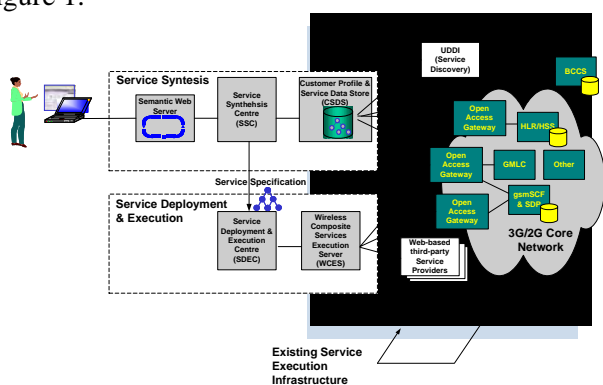 igure 1.
Service Syntesis
Semantic Web
Server
Service
Synthehsis
Centre
(SSC)
Customer Profile &
Service Data Store
(CSDS)
UDDI
(Service
Discovery)
BCCS
Open
Access
Gateway
HLR/HSS
Open
Access
Gateway
GMLC
Other
Open
Access
Gateway
gsmSCF
& SDP
3G/2G Core
Network
Service Specification
Service Deployment
& Execution
Service
Deployment &
Execution
Centre
(SDEC)
Wireless
Composite
Services
Execution
Server
(WCES)
Web-based
third-party
Service
Providers
Existing Service
Execution
Infrastructure